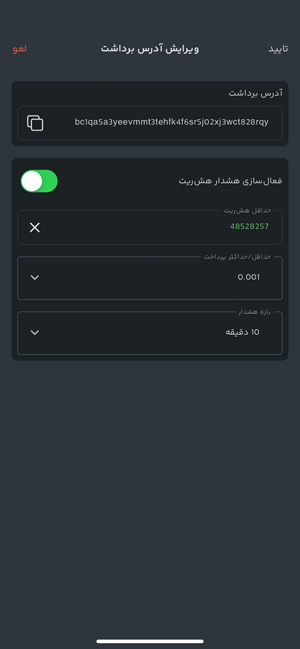 تایید
ویرایش آدرس برداشت
لغو
آدرس برداشت
bc1qa5a3yeevmmt3tehfk4f6sr5j02xj3wct828rqy
فعال‌سازی هشدار هش‌ریت
حداقل هش‌ریت
48528257
حداقل/حداکثر پرداخت
0.001
بازه هشدار
10 دقیقه